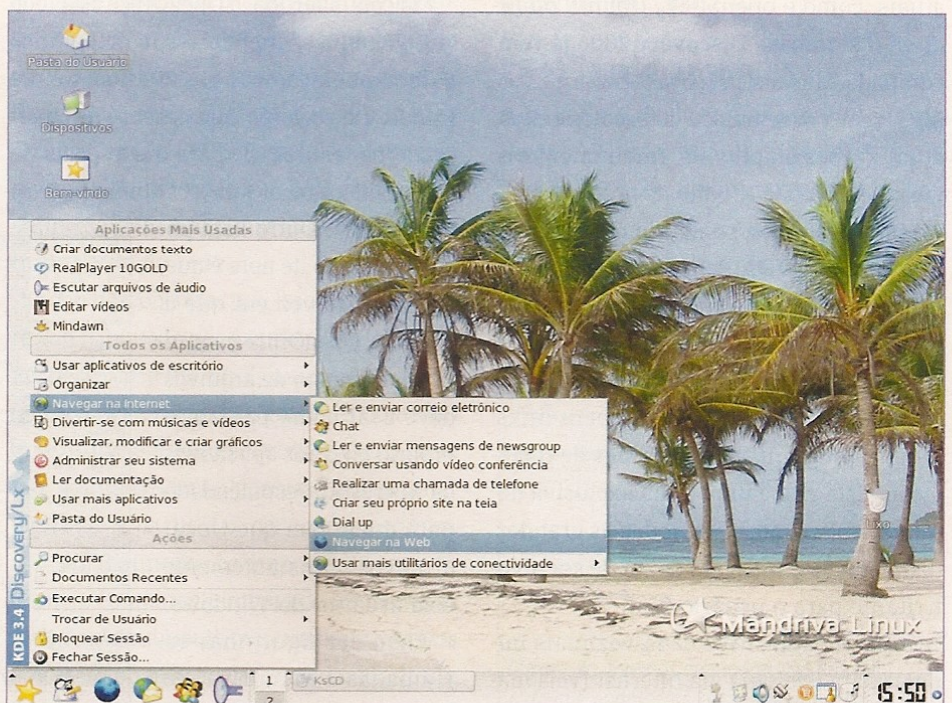 Pasta do Usuário
Dispositivos
Bem-vindo
Aplicações Mais Usadas
Criar documentos texto
RealPlayer 10GOLD
Escutar arquivos de áudio
Editar vídeos
Mindawn
Todos os Aplicativos
Usar aplicativos de escritório
Organizar
Navegar na Internet
Divertir-se com músicas e vídeos
Visualizar, modificar e criar gráficos
Administrar seu sistema
Ler documentação
Usar mais aplicativos
Pasta do Usuário
Ações
Procurar
Documentos Recentes
Executar Comando...
Trocar de Usuário
Bloquear Sessão
Fechar Sessão...
KDE 3.4 Discovery/Lx
Ler e enviar correio eletrônico
Chat
Ler e enviar mensagens de newsgroup
Conversar usando vídeo conferência
Realizar uma chamada de telefone
Criar seu próprio site na teia
Dial up
Navegar na Web
Usar mais utilitários de conectividade
Lixo
Mandriva Linux
1
2
KsCD
15:50